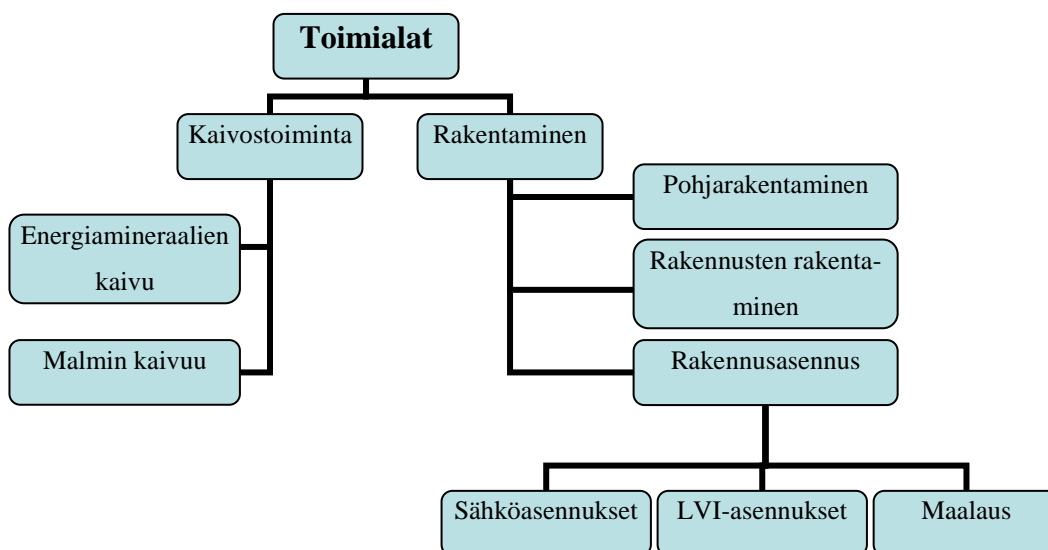 Toimialat
Kaivostoiminta
Rakentaminen
Pohjarakentaminen
Energiamineraalien
kaivu
Rakennusten rakenta-
minen
Malmin kaivuu
Rakennusasennus
Sähköasennukset
LVI-asennukset
Maalaus